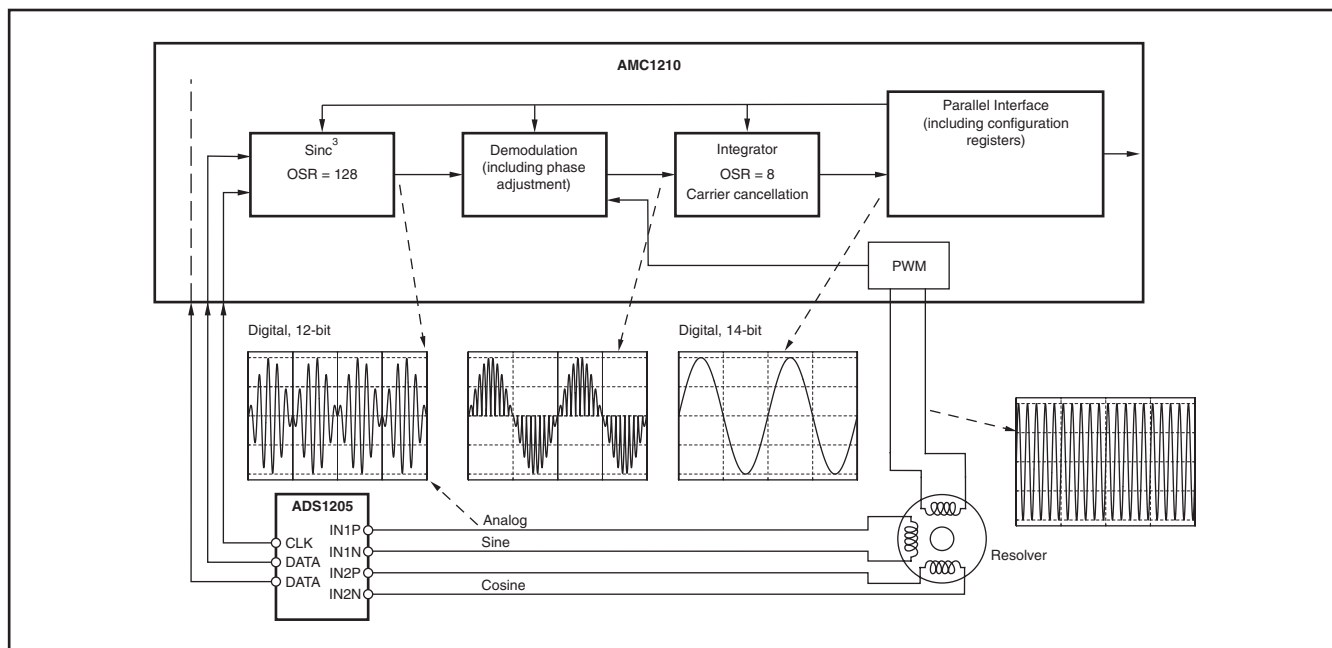 AMC1210
Sinc3
OSR = 128
Demodulation
(including phase
adjustment)
Integrator
OSR = 8
Carrier cancellation
Parallel Interface
(including configuration
registers)
PWM
Digital, 12-bit
Digital, 14-bit
ADS1205
IN1P
CLK
IN1N
DATA
IN2P
DATA
IN2N
Analog
Sine
Cosine
Resolver